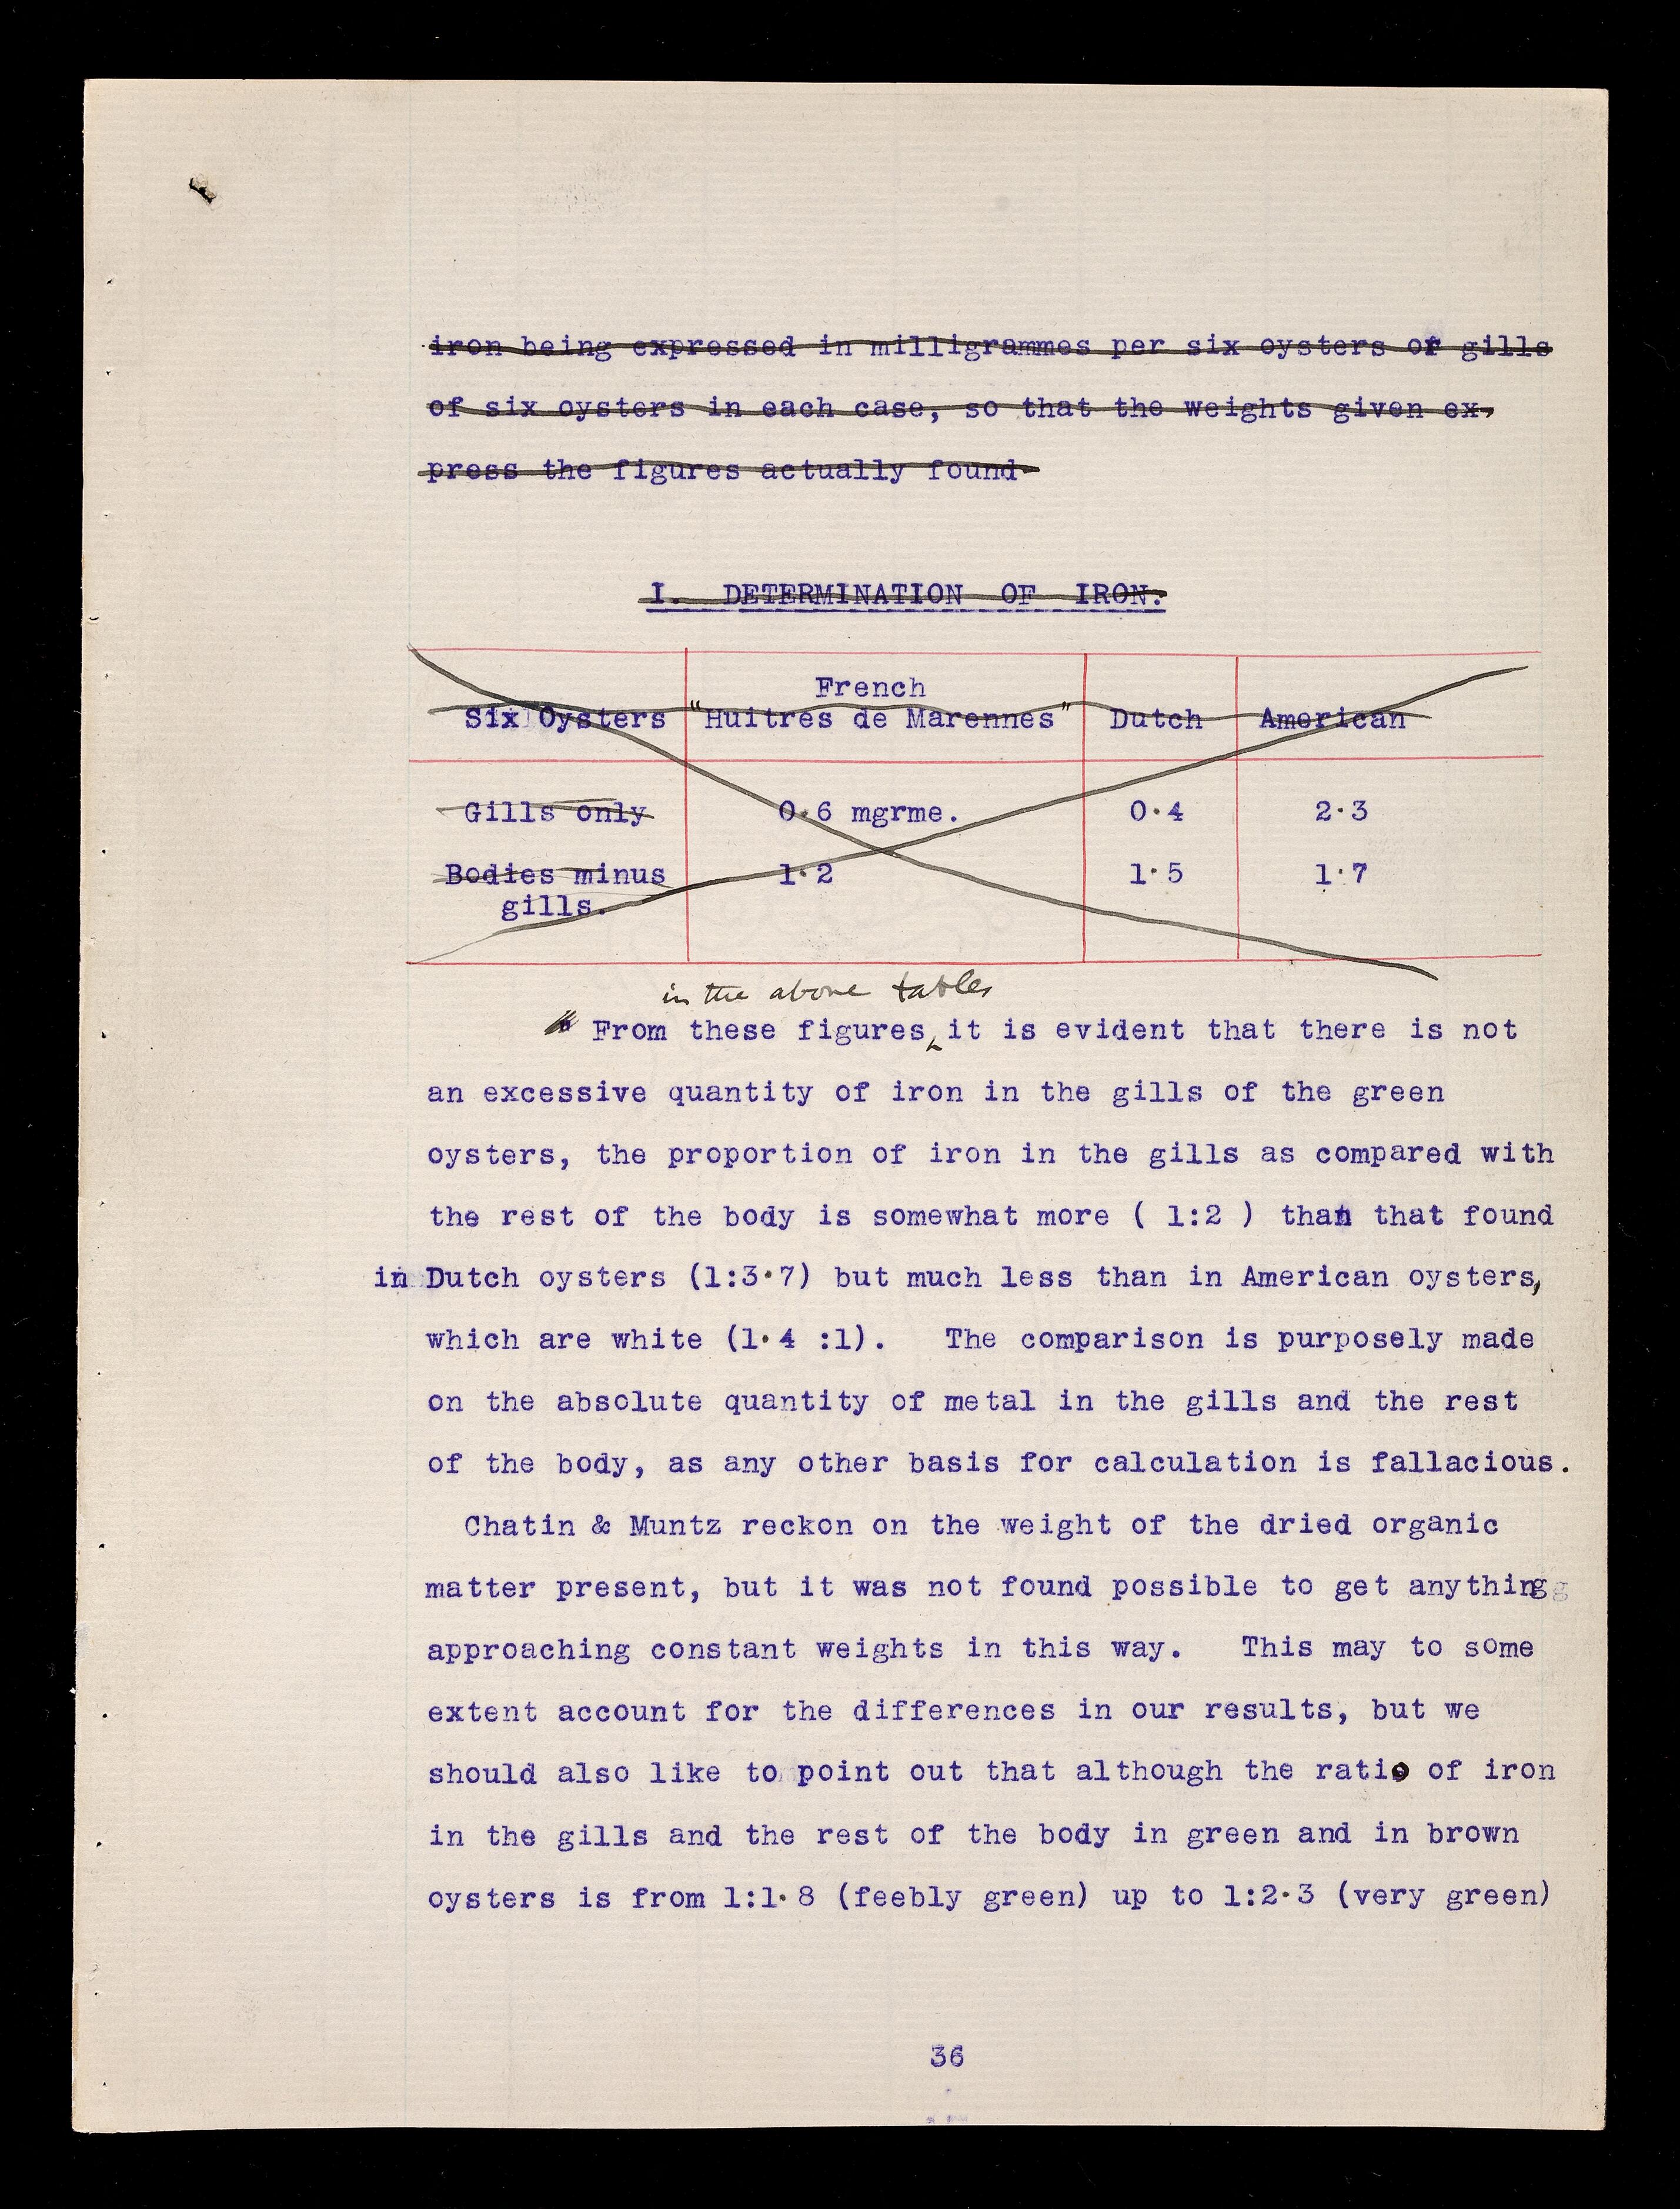 iron being expressed in milligrammes per six oysters or gills
of six oysters in each case, so that the weights given ex-
press the figures actually found
I. DETERMINATION OF IRON.
French
Six Oysters "Huitres de Marennes" Dutch American
Gills only 0·6 mgrme. 0·4 2·3
Bodies minus 1·2 1·5 1·7
gills.
in the above tables
From these figures, it is evident that there is not
an excessive quantity of iron in the gills of the green
oysters, the proportion of iron in the gills as compared with
the rest of the body is somewhat more ( 1:2 ) than that found
in Dutch oysters (1:3·7) but much less than in American oysters,
which are white (1·4 :1). The comparison is purposely made
on the absolute quantity of metal in the gills and the rest
of the body, as any other basis for calculation is fallacious.
Chatin & Muntz reckon on the weight of the dried organic
matter present, but it was not found possible to get anything
approaching constant weights in this way. This may to some
extent account for the differences in our results, but we
should also like to point out that although the ratio of iron
in the gills and the rest of the body in green and in brown
oysters is from 1:1·8 (feebly green) up to 1:2·3 (very green)
36